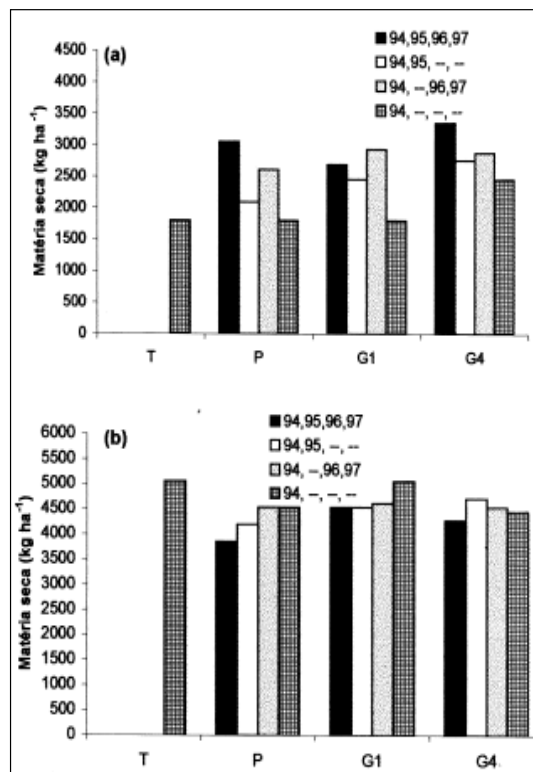 (a)
94,95,96,97
94,95, --, --
94, --,96,97
94, --, --, --
Matéria seca (kg ha⁻¹)
4500
4000
3500
3000
2500
2000
1500
1000
500
0
T P G1 G4
(b)
94,95,96,97
94,95, --, --
94, --,96,97
94, --, --, --
Matéria seca (kg ha⁻¹)
6000
5500
5000
4500
4000
3500
3000
2500
2000
1500
1000
500
0
T P G1 G4